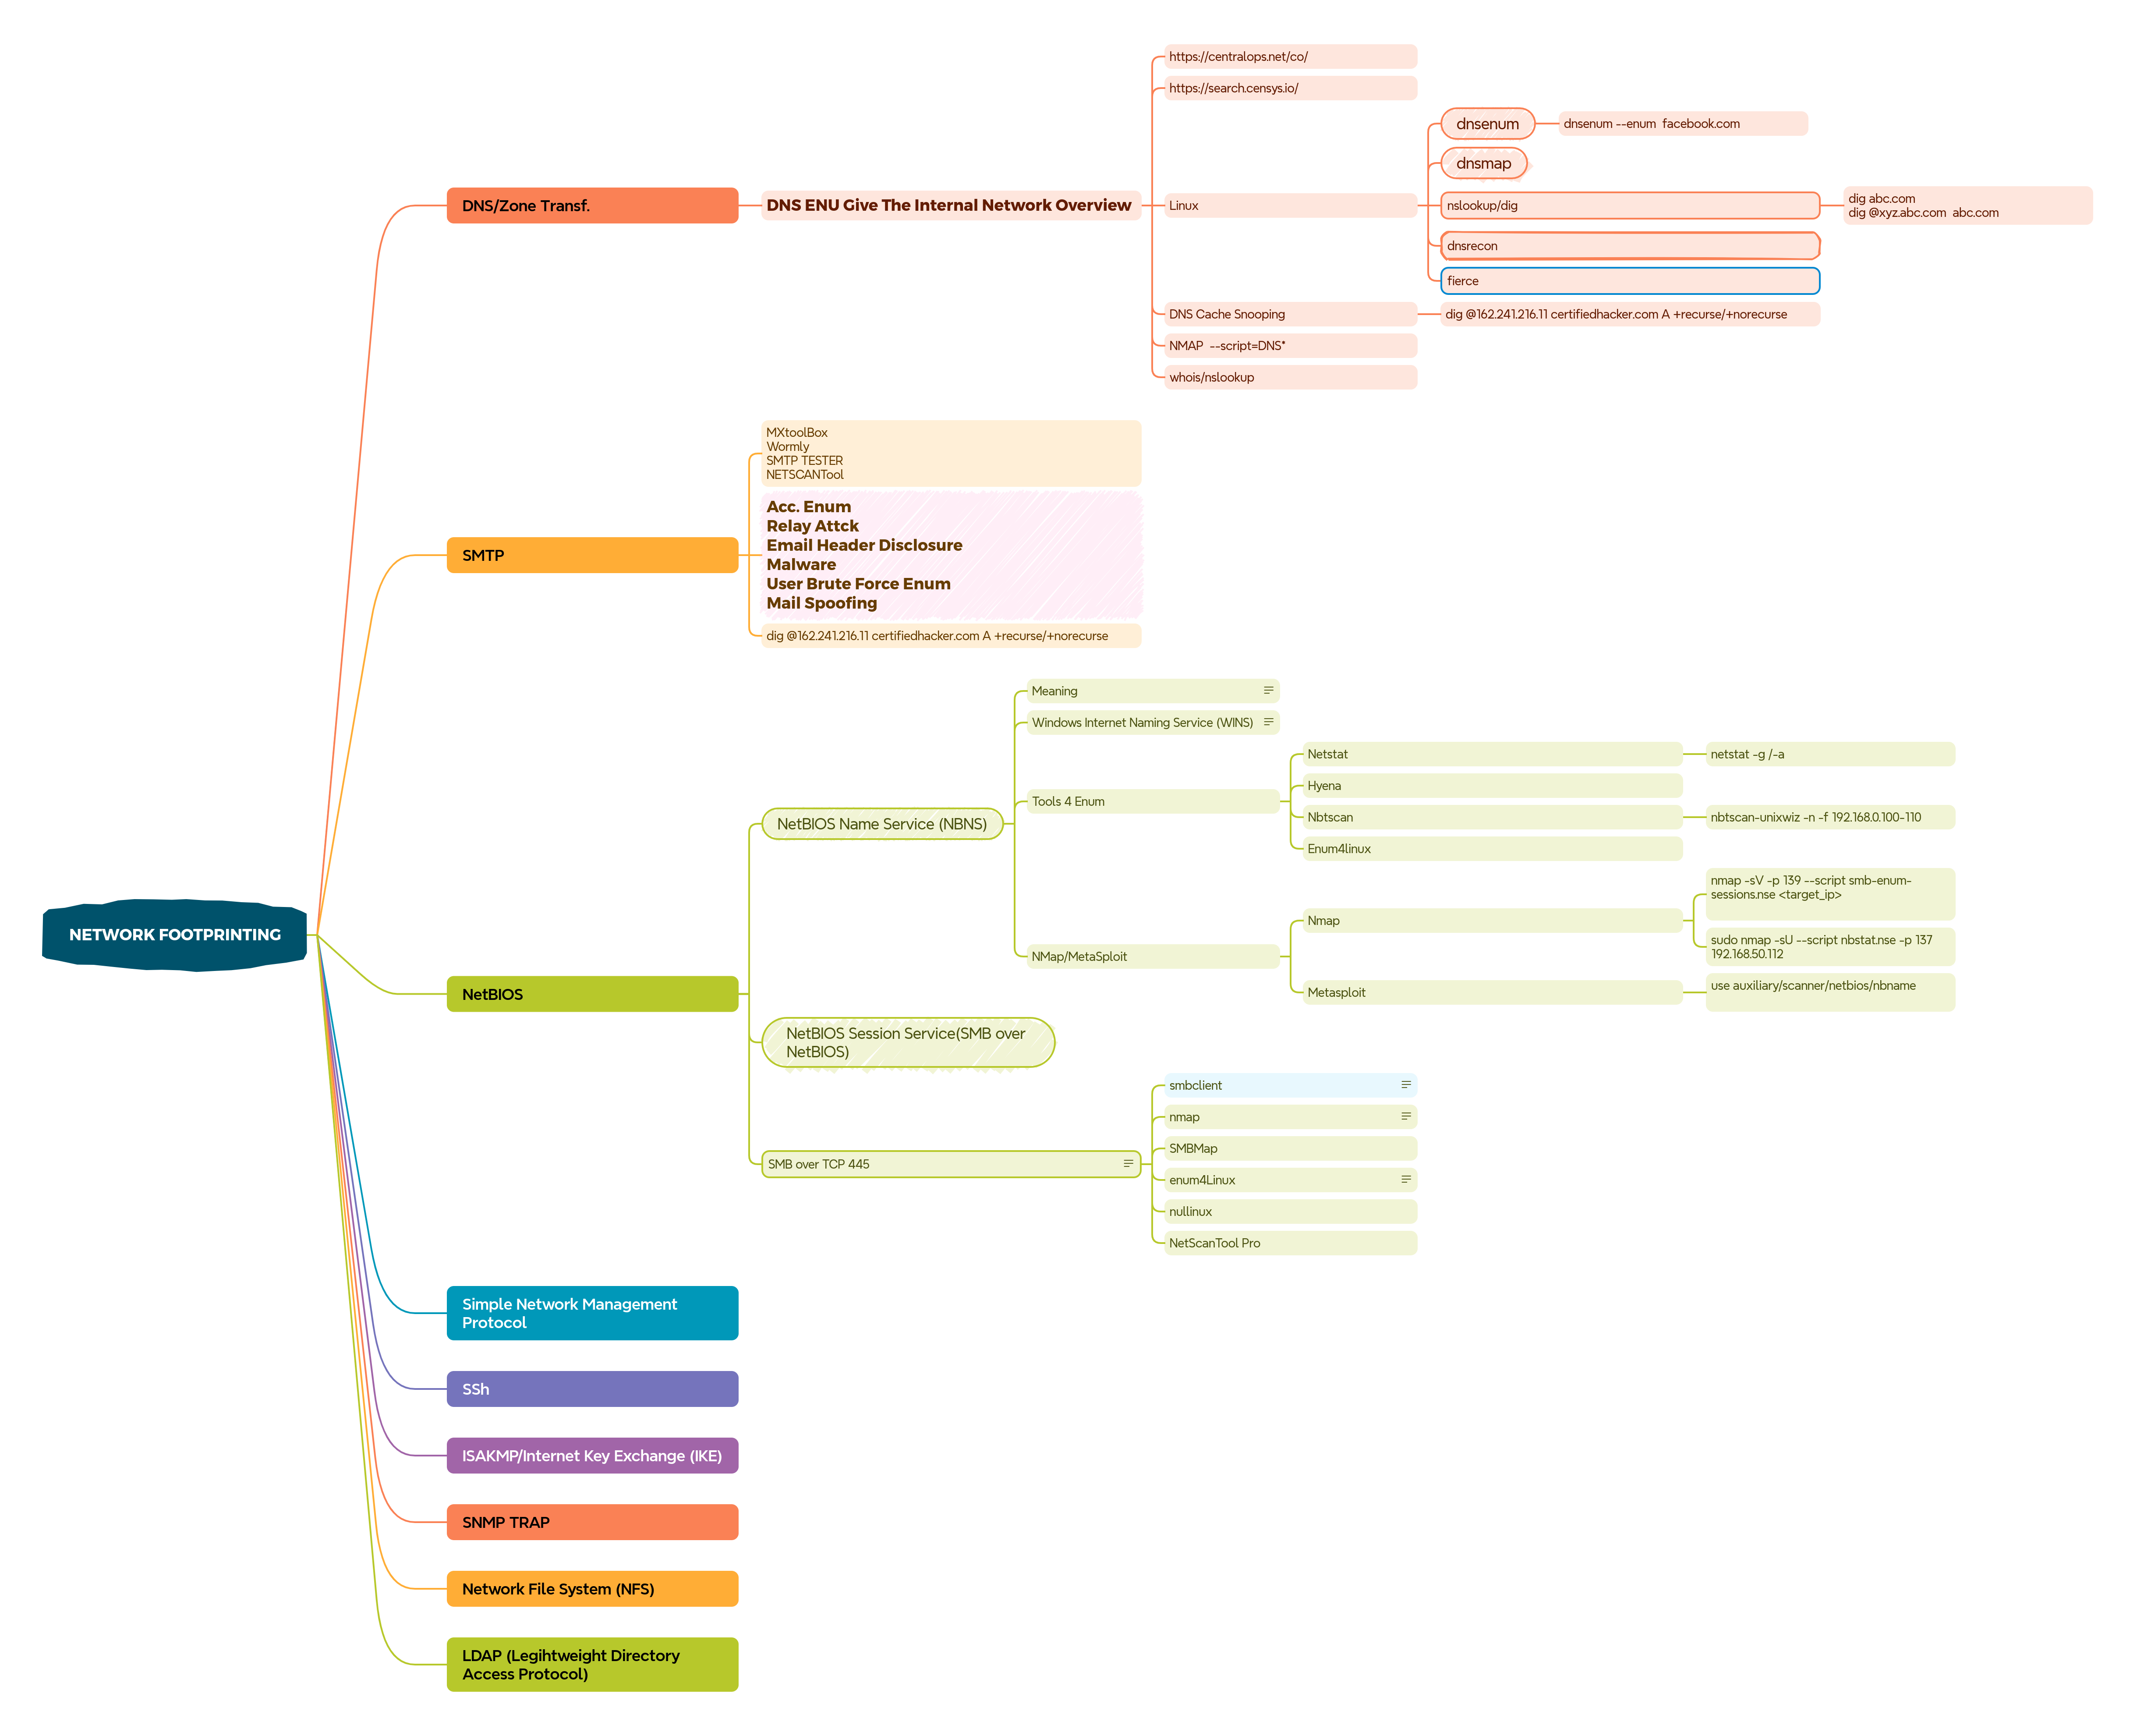 NETWORK FOOTPRINTING
DNS/Zone Transf.
DNS ENU Give The Internal Network Overview
https://centralops.net/co/
https://search.censys.io/
Linux
dnsenum
dnsenum --enum  facebook.com
dnsmap
nslookup/dig
dig abc.com
dig @xyz.abc.com  abc.com
dnsrecon
fierce
DNS Cache Snooping
dig @162.241.216.11 certifiedhacker.com A +recurse/+norecurse
NMAP  --script=DNS*
whois/nslookup
SMTP
MXtoolBox
Wormly
SMTP TESTER
NETSCANTool
Acc. Enum
Relay Attck
Email Header Disclosure
Malware
User Brute Force Enum
Mail Spoofing
dig @162.241.216.11 certifiedhacker.com A +recurse/+norecurse
NetBIOS
NetBIOS Name Service (NBNS)
Meaning
Windows Internet Naming Service (WINS)
Tools 4 Enum
Netstat
netstat -g /-a
Hyena
Nbtscan
nbtscan-unixwiz -n -f 192.168.0.100-110
Enum4linux
NMap/MetaSploit
Nmap
nmap -sV -p 139 --script smb-enum-
sessions.nse <target_ip>
sudo nmap -sU --script nbstat.nse -p 137
192.168.50.112
Metasploit
use auxiliary/scanner/netbios/nbname
NetBIOS Session Service(SMB over
NetBIOS)
SMB over TCP 445
smbclient
nmap
SMBMap
enum4Linux
nullinux
NetScanTool Pro
Simple Network Management
Protocol
SSh
ISAKMP/Internet Key Exchange (IKE)
SNMP TRAP
Network File System (NFS)
LDAP (Legihtweight Directory
Access Protocol)